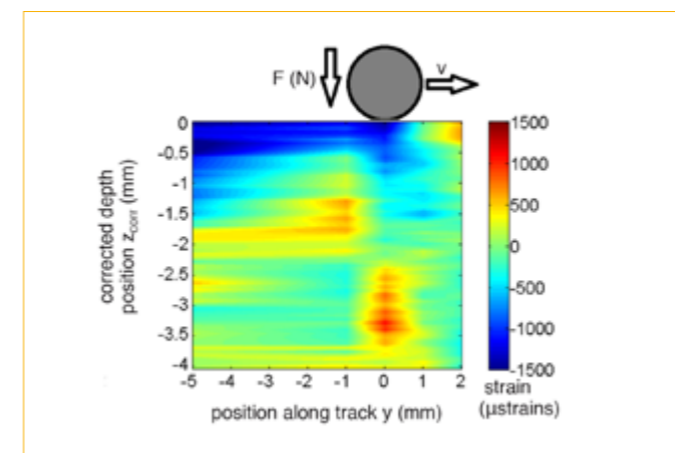 F (N)
v
0
-0.5
-1
-1.5
-2
-2.5
-3
-3.5
-4
corrected depth
position z_corr (mm)
-5 -4 -3 -2 -1 0 1 2
position along track y (mm)
1500
1000
500
0
-500
-1000
-1500
strain
(µstrains)